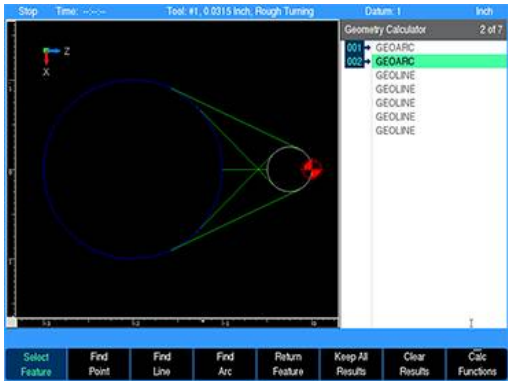 Stop Time: --:--:-- Tool: #1, 0.0315 Inch, Rough Turning Datum: 1 Inch
Geometry Calculator 2 of 7
001 GEOARC
002 GEOARC
GEOLINE
GEOLINE
GEOLINE
GEOLINE
GEOLINE
Z
X
Select Feature
Find Point
Find Line
Find Arc
Return Feature
Keep All Results
Clear Results
Calc Functions